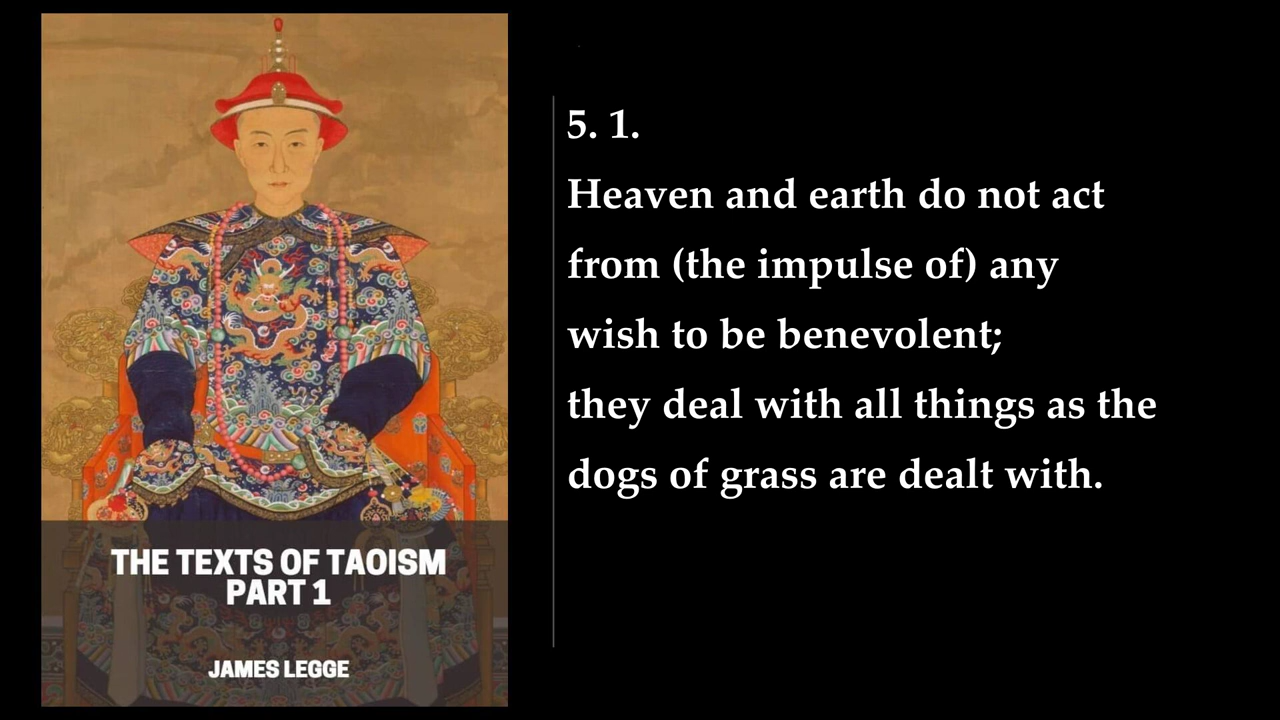 THE TEXTS OF TAOISM
PART 1
JAMES LEGGE
5. 1.
Heaven and earth do not act
from (the impulse of) any
wish to be benevolent;
they deal with all things as the
dogs of grass are dealt with.